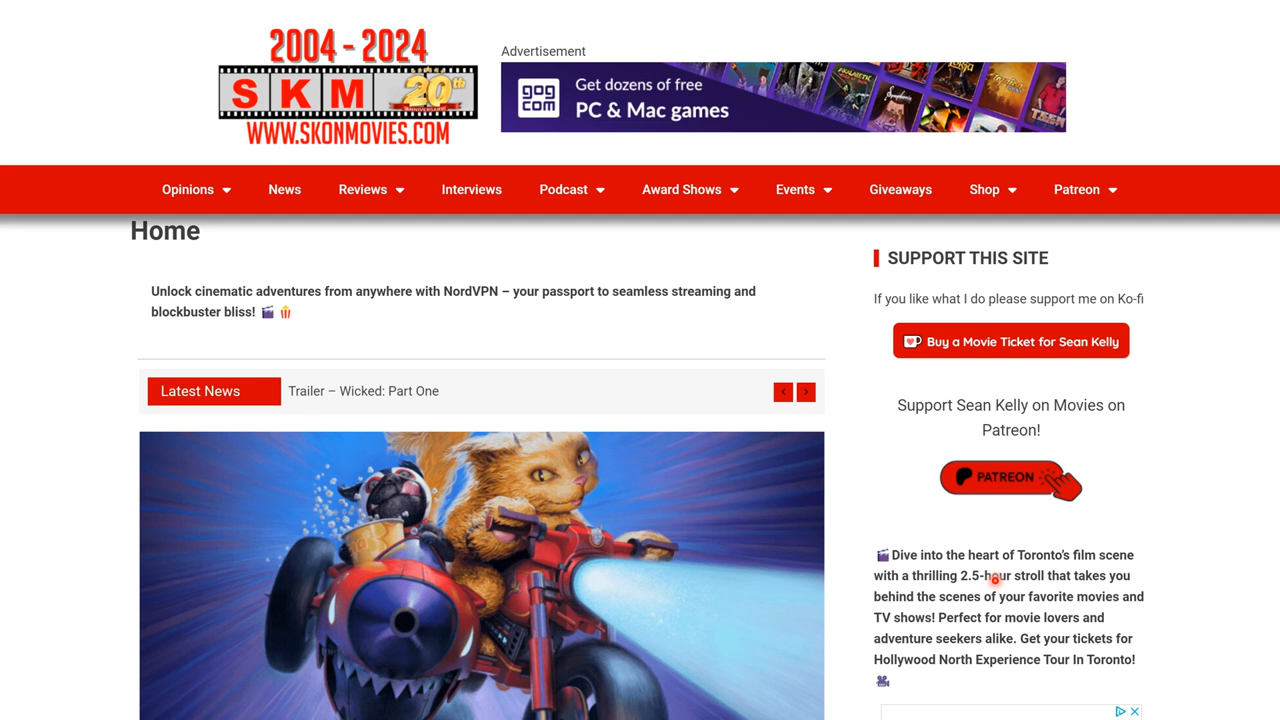 2004 - 2024
SKM 20th
ANNIVERSARY
WWW.SKONMOVIES.COM
Advertisement
gog
com
Get dozens of free
PC & Mac games
Opinions
News
Reviews
Interviews
Podcast
Award Shows
Events
Giveaways
Shop
Patreon
Home
Unlock cinematic adventures from anywhere with NordVPN – your passport to seamless streaming and
blockbuster bliss! 🎬 🍿
Latest News
Trailer – Wicked: Part One
SUPPORT THIS SITE
If you like what I do please support me on Ko-fi
Buy a Movie Ticket for Sean Kelly
Support Sean Kelly on Movies on
Patreon!
PATREON
🎬Dive into the heart of Toronto's film scene
with a thrilling 2.5-hour stroll that takes you
behind the scenes of your favorite movies and
TV shows! Perfect for movie lovers and
adventure seekers alike. Get your tickets for
Hollywood North Experience Tour In Toronto!
🎥